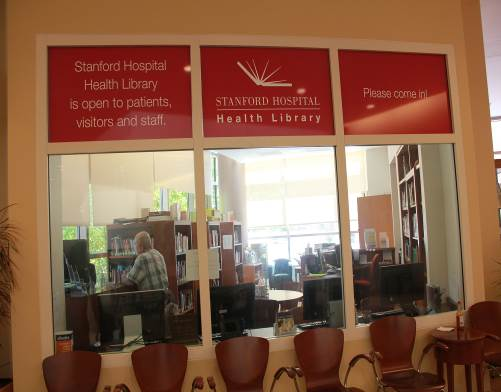 Stanford Hospital
Health Library
is open to patients,
visitors and staff.
STANFORD HOSPITAL
Health Library
Please come in!